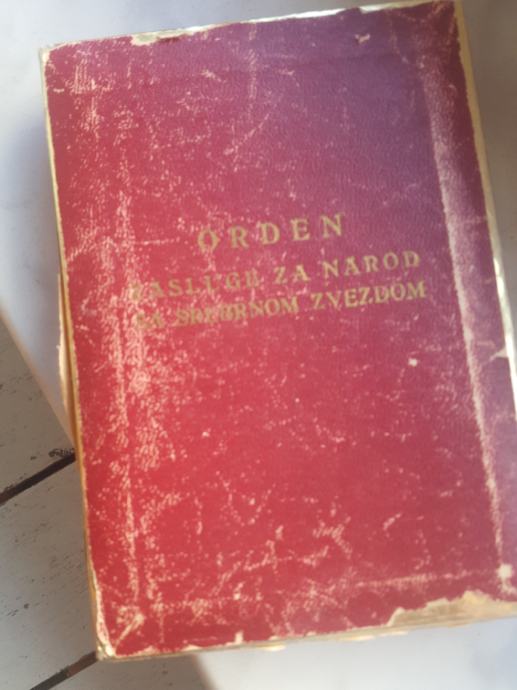 ORDEN
ZASLUGE ZA NAROD
SA SREBRNOM ZVEZDOM